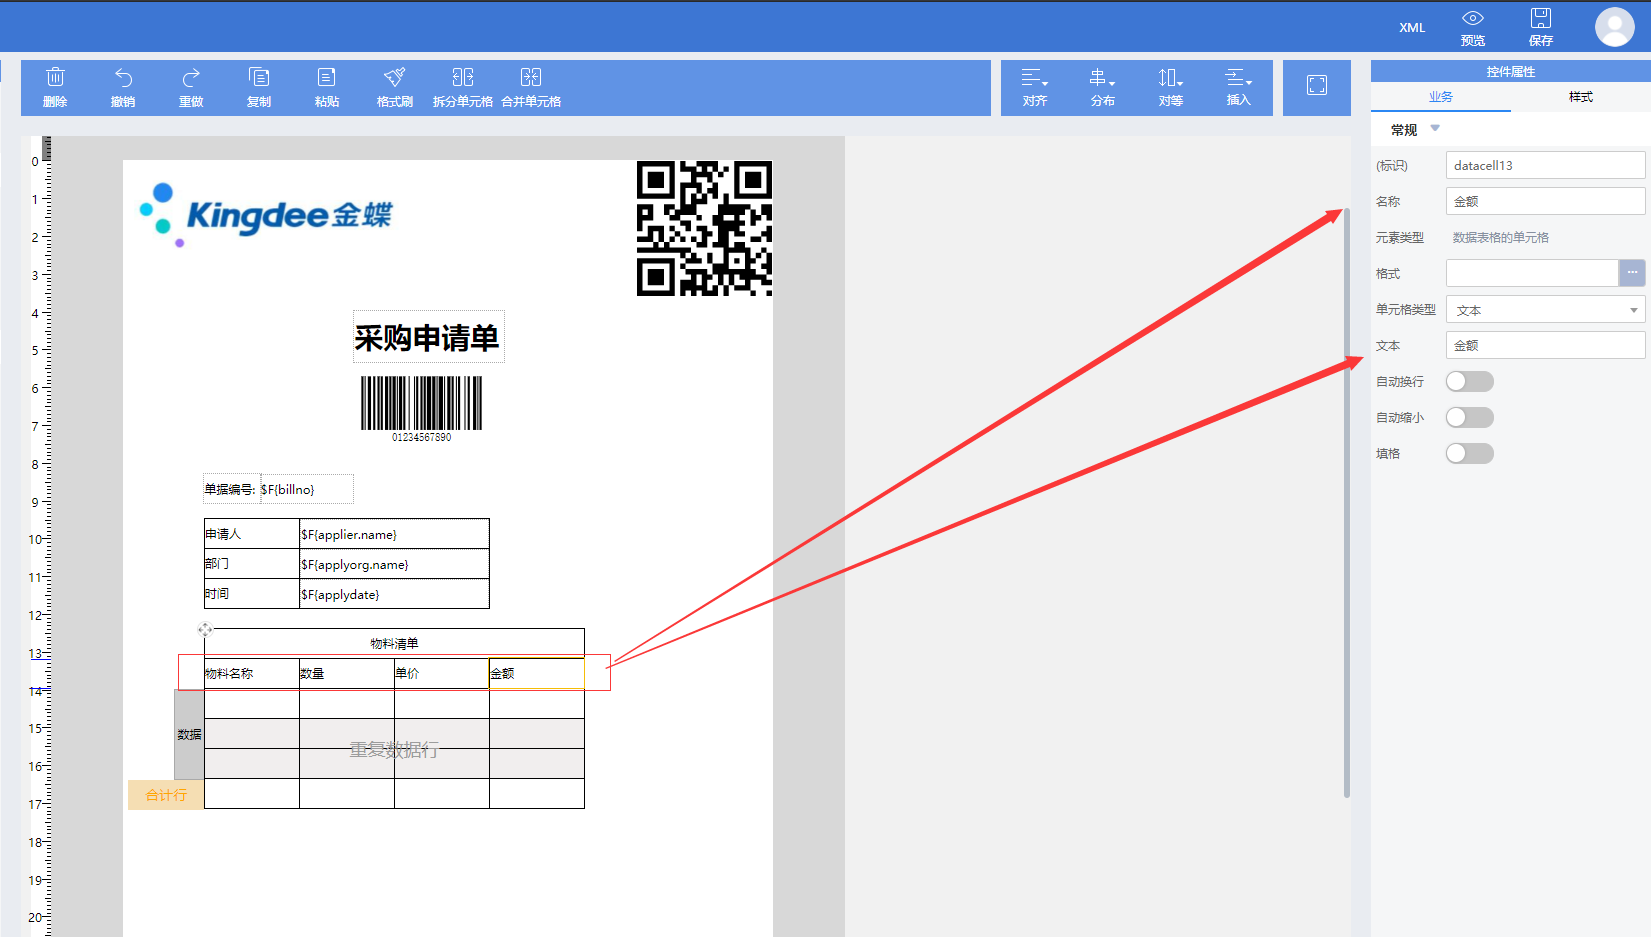 XML
预览
保存
删除
撤销
重做
复制
粘贴
格式刷
拆分单元格
合并单元格
对齐
分布
对等
插入
控件属性
业务
样式
常规
(标识)
datacell13
名称
金额
元素类型
数据表格的单元格
格式
...
单元格类型
文本
文本
金额
自动换行
自动缩小
填格
0
1
2
3
4
5
6
7
8
9
10
11
12
13
14
15
16
17
18
19
20
Kingdee金蝶
采购申请单
01234567890
单据编号: $F{billno}
申请人 $F{applier.name}
部门 $F{applyorg.name}
时间 $F{applydate}
物料清单
物料名称 数量 单价 金额
数据
重复数据行
合计行